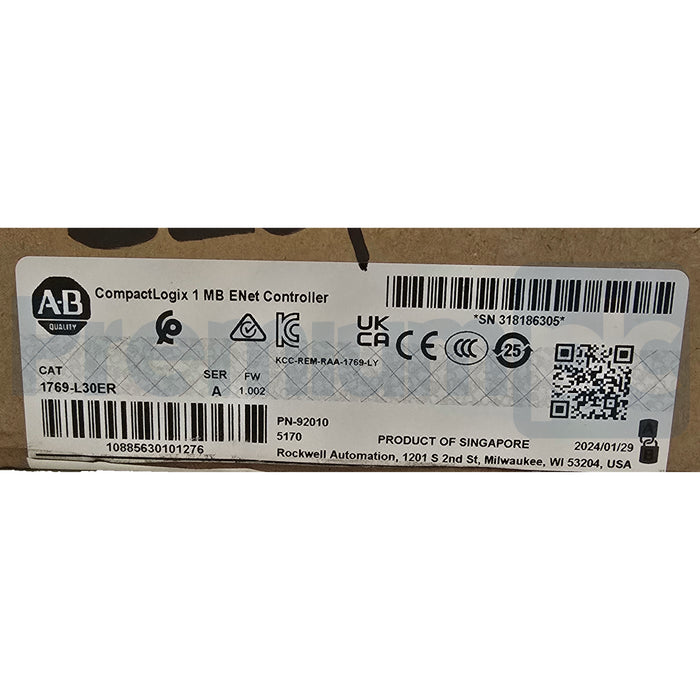 A·B
QUALITY
CompactLogix 1 MB ENet Controller
*SN 318186305*
UK
CA
CE
CCC
25
KCC-REM-RAA-1769-LY
CAT
1769-L30ER
SER
A
FW
1.002
10885630101276
PN-92010
5170
PRODUCT OF SINGAPORE
2024/01/29
Rockwell Automation, 1201 S 2nd St, Milwaukee, WI 53204, USA
A
B